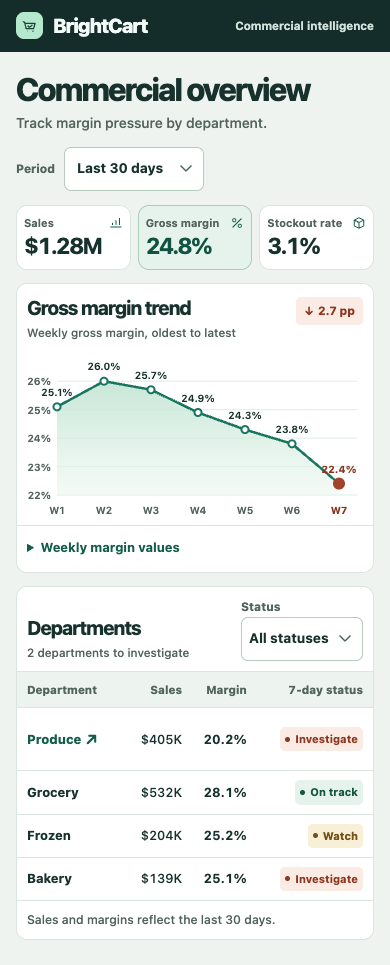 BrightCart
Commercial intelligence
Commercial overview
Track margin pressure by department.
Period
Last 30 days
Sales
$1.28M
Gross margin
24.8%
Stockout rate
3.1%
Gross margin trend
↓ 2.7 pp
Weekly gross margin, oldest to latest
26%
25%
24%
23%
22%
25.1%
26.0%
25.7%
24.9%
24.3%
23.8%
22.4%
W1 W2 W3 W4 W5 W6 W7
Weekly margin values
Status
Departments
All statuses
2 departments to investigate
Department Sales Margin 7-day status
Produce $405K 20.2% Investigate
Grocery $532K 28.1% On track
Frozen $204K 25.2% Watch
Bakery $139K 25.1% Investigate
Sales and margins reflect the last 30 days.